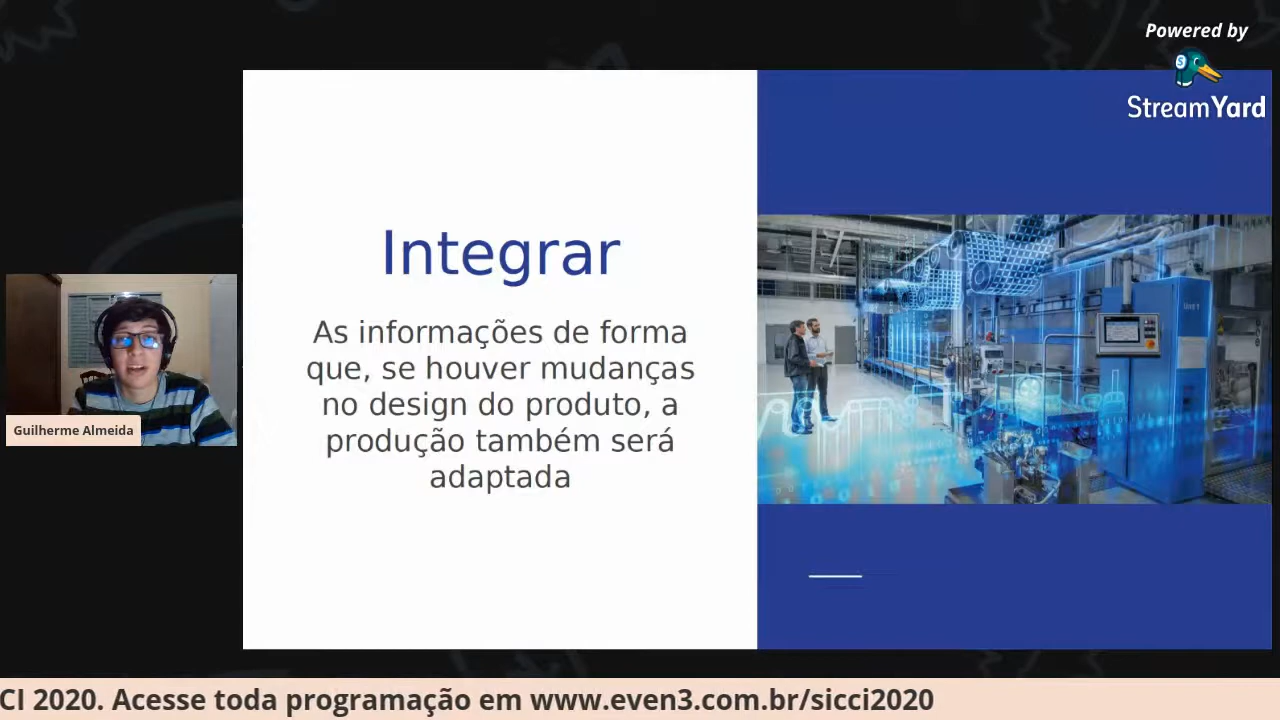 Powered by
StreamYard
Integrar
As informações de forma
que, se houver mudanças
no design do produto, a
produção também será
adaptada
Guilherme Almeida
CI 2020. Acesse toda programação em www.even3.com.br/sicci2020